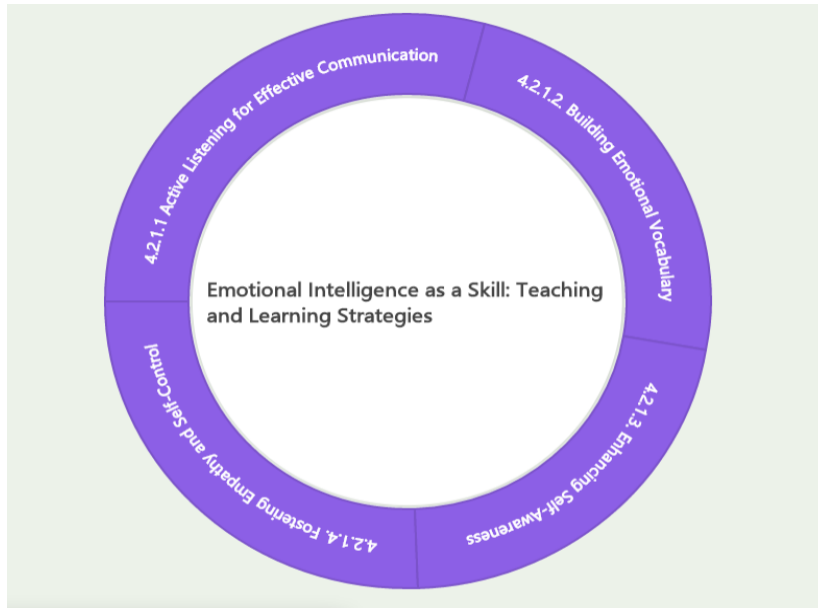 4.2.1.1 Active Listening for Effective Communication
4.2.1.2. Building Emotional Vocabulary
4.2.1.3. Enhancing Self-Awareness
4.2.1.4. Fostering Empathy and Self-Control
Emotional Intelligence as a Skill: Teaching
and Learning Strategies